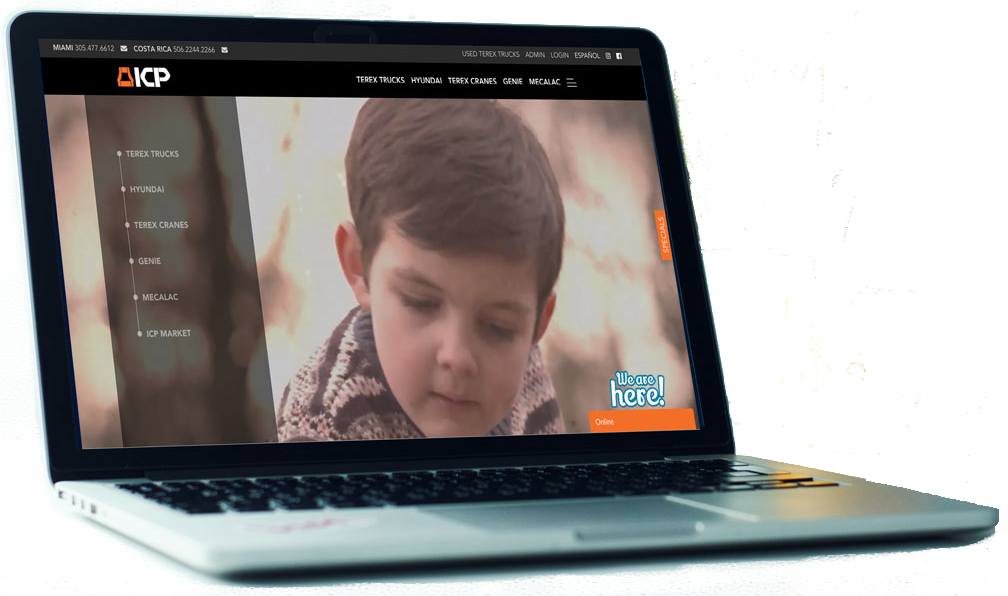 MIAMI 305.477.6612 COSTA RICA 506.2244.2266
USED TEREX TRUCKS ADMIN LOGIN ESPAÑOL
ICP
TEREX TRUCKS HYUNDAI TEREX CRANES GENIE MECALAC
TEREX TRUCKS
HYUNDAI
TEREX CRANES
GENIE
MECALAC
ICP MARKET
SPECIALS
We are
here!
Online